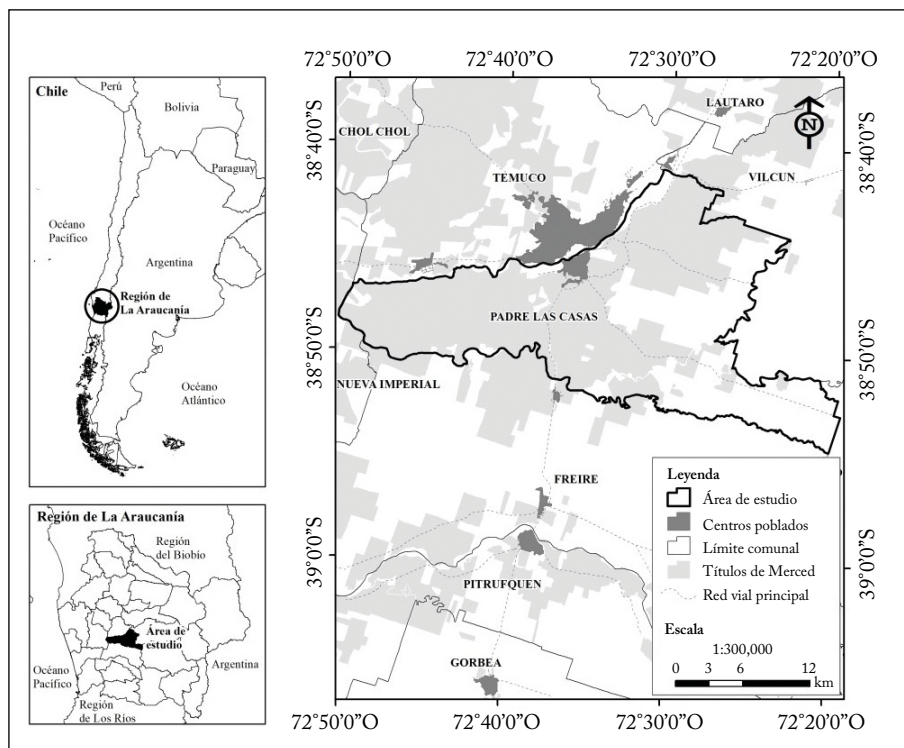 Chile
Perú
Bolivia
Paraguay
Océano
Pacífico
Argentina
Región de
La Araucanía
Océano
Atlántico
Región de La Araucanía
Región
del Biobío
Área de
estudio
Océano
Pacífico
Argentina
Región
de Los Ríos
72°50'0"O
72°40'0"O
72°30'0"O
72°20'0"O
38°40'0"S
38°50'0"S
39°0'0"S
38°40'0"S
38°50'0"S
39°0'0"S
LAUTARO
N
CHOL CHOL
TEMUCO
VILCUN
PADRE LAS CASAS
NUEVA IMPERIAL
FREIRE
PITRUFQUEN
GORBEA
Leyenda
Área de estudio
Centros poblados
Límite comunal
Títulos de Merced
Red vial principal
Escala
1:300,000
0 3 6 12
km
72°50'0"O
72°40'0"O
72°30'0"O
72°20'0"O